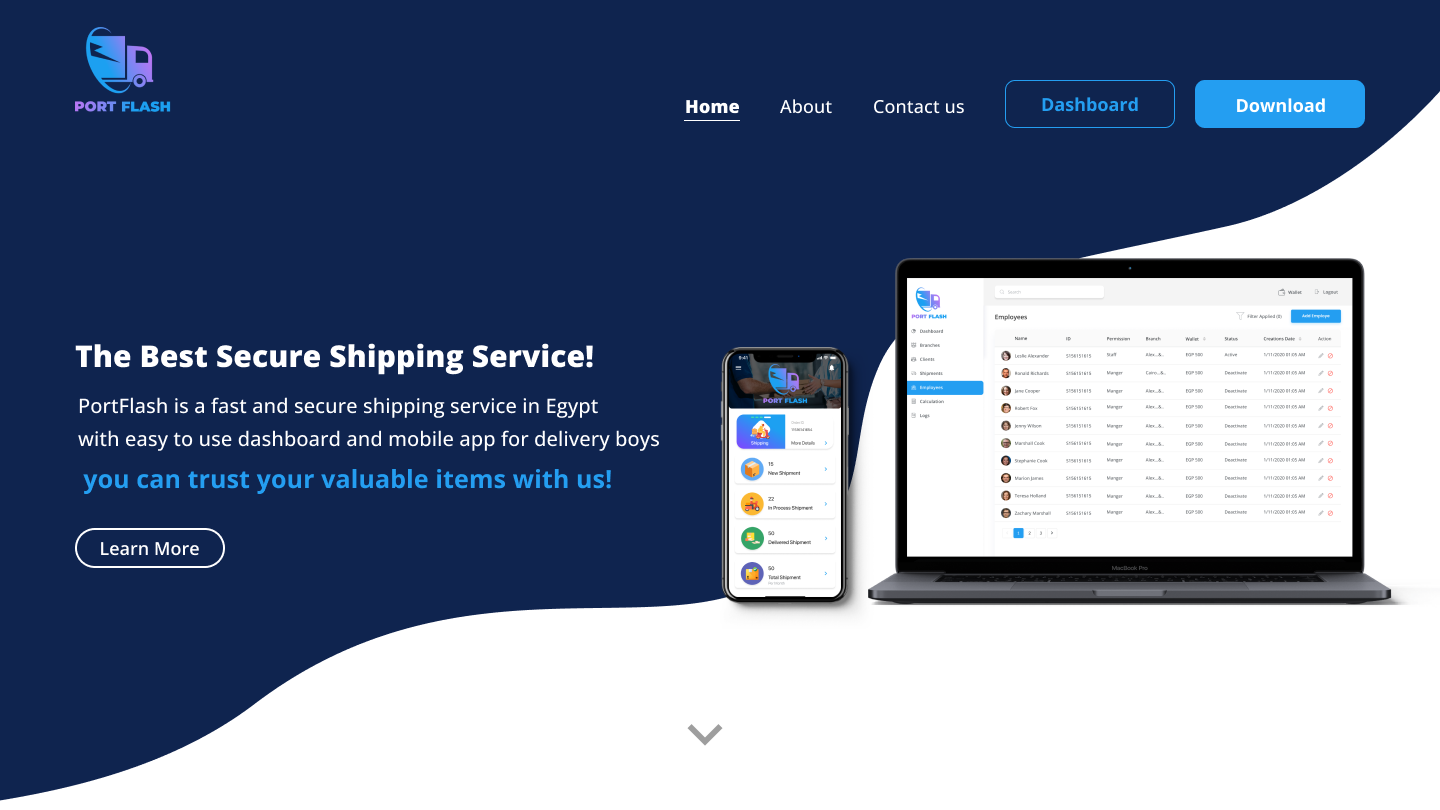 PORT FLASH
Home About Contact us Dashboard Download
The Best Secure Shipping Service!
PortFlash is a fast and secure shipping service in Egypt
with easy to use dashboard and mobile app for delivery boys
you can trust your valuable items with us!
Learn More
9:41
PORT FLASH
Shipping
More Details
15
New Shipment
22
In Process Shipment
50
Delivered Shipment
50
Total Shipment
PORT FLASH
Search
Wallet Logout
Dashboard
Branches
Clients
Shipments
Employees
Calculation
Logs
Employees
Filter Applied (0) Add Employe
Name ID Permission Branch Wallet Status Creations Date Action
Leslie Alexander 5156151615 Staff Alex...&.. EGP 500 Active 1/11/2020 01:05 AM
Ronald Richards 5156151615 Manger Cairo...&.. EGP 500 Deactivate 1/11/2020 01:05 AM
Jane Cooper 5156151615 Manger Alex...&.. EGP 500 Deactivate 1/11/2020 01:05 AM
Robert Fox 5156151615 Manger Alex...&.. EGP 500 Deactivate 1/11/2020 01:05 AM
Jenny Wilson 5156151615 Manger Alex...&.. EGP 500 Deactivate 1/11/2020 01:05 AM
Marshall Cook 5156151615 Manger Alex...&.. EGP 500 Deactivate 1/11/2020 01:05 AM
Stephanie Cook 5156151615 Manger Alex...&.. EGP 500 Deactivate 1/11/2020 01:05 AM
Marion James 5156151615 Manger Alex...&.. EGP 500 Deactivate 1/11/2020 01:05 AM
Teresa Holland 5156151615 Manger Alex...&.. EGP 500 Deactivate 1/11/2020 01:05 AM
Zachary Marshall 5156151615 Manger Alex...&.. EGP 500 Deactivate 1/11/2020 01:05 AM
1 2 3
MacBook Pro